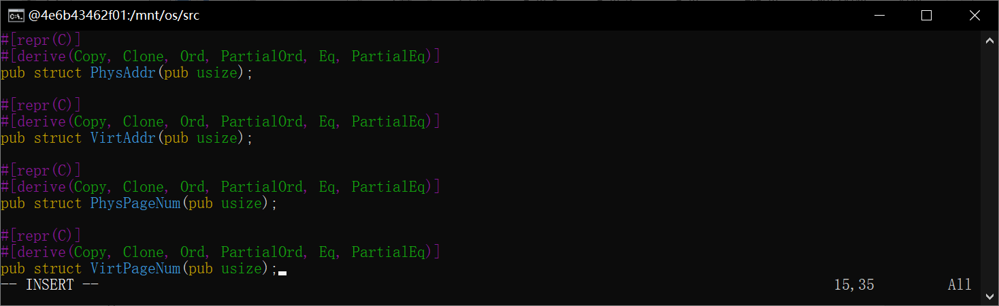 @4e6b43462f01:/mnt/os/src
#[repr(C)]
#[derive(Copy, Clone, Ord, PartialOrd, Eq, PartialEq)]
pub struct PhysAddr(pub usize);
#[repr(C)]
#[derive(Copy, Clone, Ord, PartialOrd, Eq, PartialEq)]
pub struct VirtAddr(pub usize);
#[repr(C)]
#[derive(Copy, Clone, Ord, PartialOrd, Eq, PartialEq)]
pub struct PhysPageNum(pub usize);
#[repr(C)]
#[derive(Copy, Clone, Ord, PartialOrd, Eq, PartialEq)]
pub struct VirtPageNum(pub usize);
-- INSERT -- 15,35 All